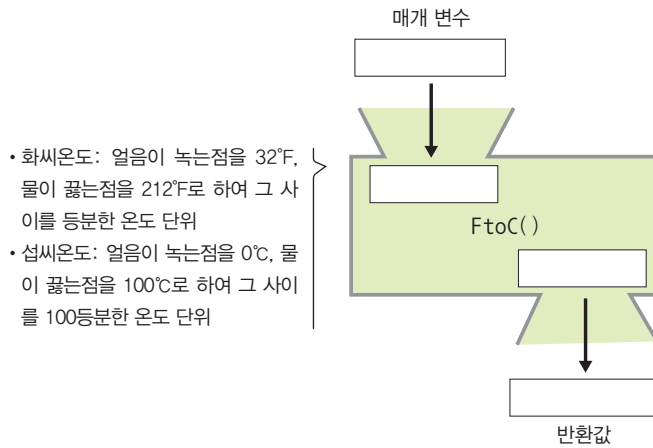 매개 변수
• 화씨온도: 얼음이 녹는점을 32°F,
물이 끓는점을 212°F로 하여 그 사
이를 등분한 온도 단위
• 섭씨온도: 얼음이 녹는점을 0℃, 물
이 끓는점을 100℃로 하여 그 사이
를 100등분한 온도 단위
FtoC()
반환값